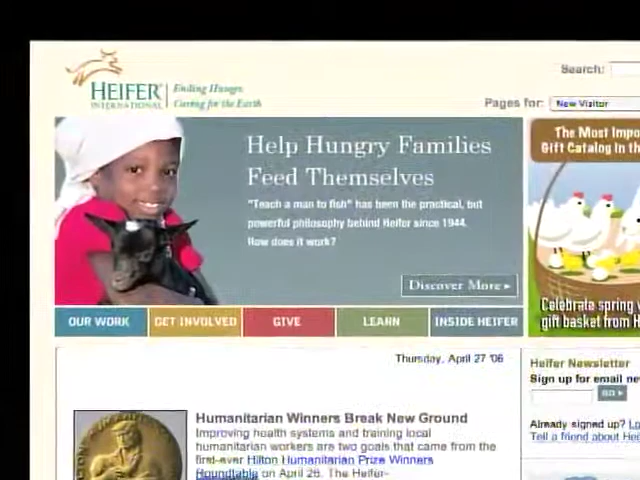 Search:
HEIFER
INTERNATIONAL
Ending Hunger
Caring for the Earth
Pages for: New Visitor
Help Hungry Families
Feed Themselves
"Teach a man to fish" has been the practical, but
powerful philosophy behind Heifer since 1944.
How does it work?
Discover More
The Most Impo
Gift Catalog In th
Celebrate spring
gift basket from H
OUR WORK GET INVOLVED GIVE LEARN INSIDE HEIFER
Thursday, April 27 '06
Humanitarian Winners Break New Ground
Improving health systems and training local
humanitarian workers are two goals that came from the
first-ever Hilton Humanitarian Prize Winners
Roundtable on April 26. The Heifer-
Heifer Newsletter
Sign up for email ne
GO
Already signed up? Lo
Tell a friend about Hei